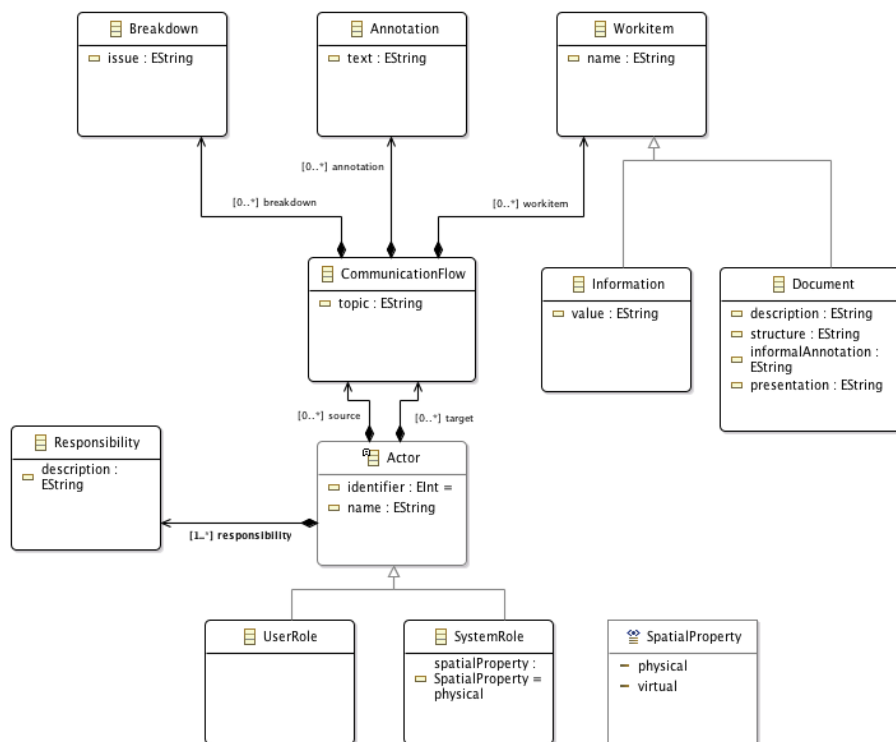 Breakdown
issue : EString
Annotation
text : EString
Workitem
name : EString
[0..*] annotation
[0..*] breakdown
[0..*] workitem
CommunicationFlow
topic : EString
Information
value : EString
Document
description : EString
structure : EString
informalAnnotation :
EString
presentation : EString
[0..*] source
[0..*] target
Responsibility
description :
EString
Actor
identifier : EInt =
name : EString
[1..*] responsibility
UserRole
SystemRole
spatialProperty :
SpatialProperty =
physical
SpatialProperty
physical
virtual